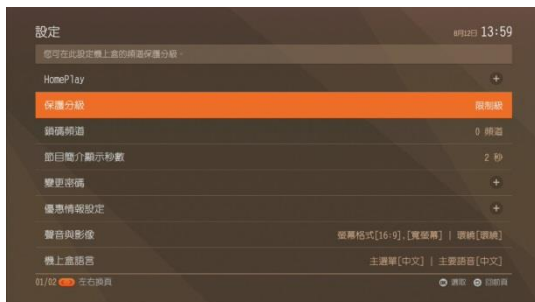 設定
8月12日 13:59
您可在此設定機上盒的頻道保護分級。
HomePlay
保護分級 限制級
鎖碼頻道 0 頻道
節目簡介顯示秒數 2 秒
變更密碼
優惠情報設定
聲音與影像 螢幕格式[16:9],[寬螢幕] | 環繞[環繞]
機上盒語言 主選單[中文] | 主要語音[中文]
01/02 左右換頁 選取 回前頁